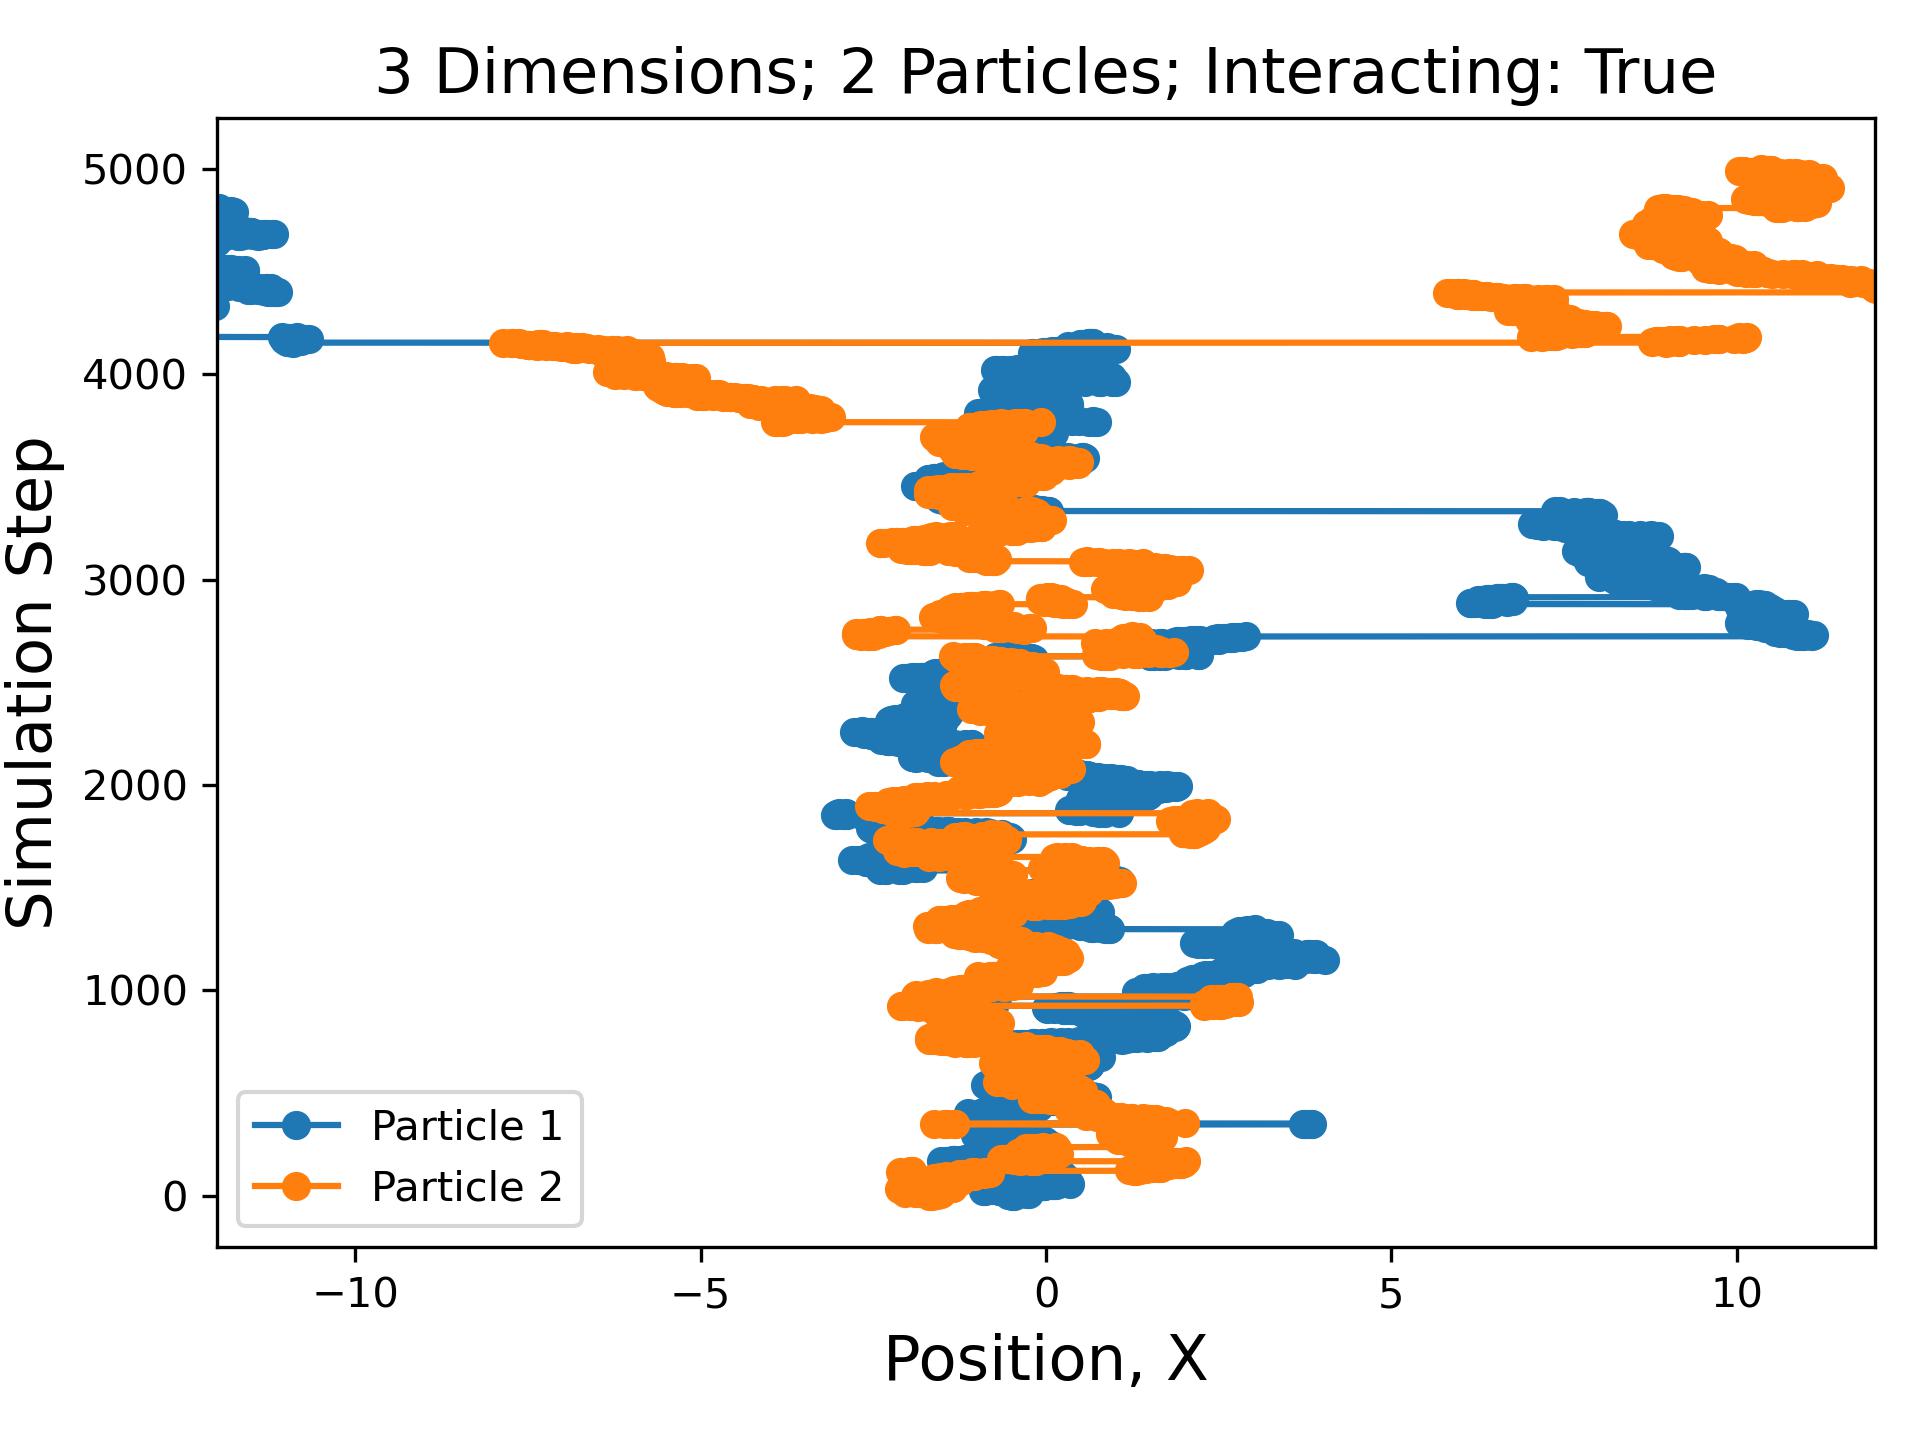 3 Dimensions; 2 Particles; Interacting: True
Simulation Step
5000
4000
3000
2000
1000
0
Particle 1
Particle 2
−10
−5
0
5
10
Position, X